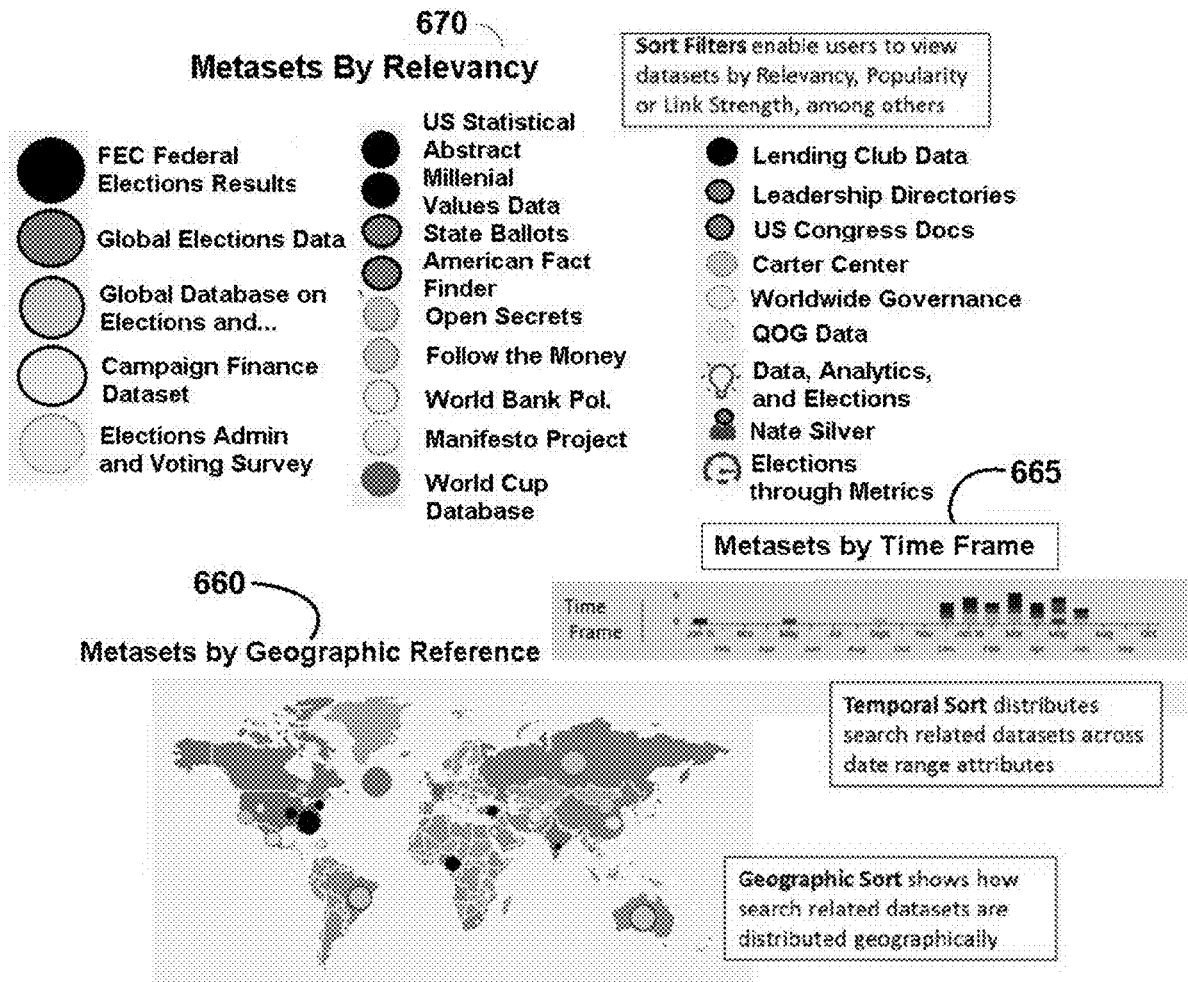 670
Metasets By Relevancy
Sort Filters enable users to view
datasets by Relevancy, Popularity
or Link Strength, among others
FEC Federal
Elections Results
Global Elections Data
Global Database on
Elections and...
Campaign Finance
Dataset
Elections Admin
and Voting Survey
US Statistical
Abstract
Millenial
Values Data
State Ballots
American Fact
Finder
Open Secrets
Follow the Money
World Bank Pol.
Manifesto Project
World Cup
Database
Lending Club Data
Leadership Directories
US Congress Docs
Carter Center
Worldwide Governance
QOG Data
Data, Analytics,
and Elections
Nate Silver
Elections
through Metrics
665
Metasets by Time Frame
Time
Frame
660
Metasets by Geographic Reference
Temporal Sort distributes
search related datasets across
date range attributes
Geographic Sort shows how
search related datasets are
distributed geographically